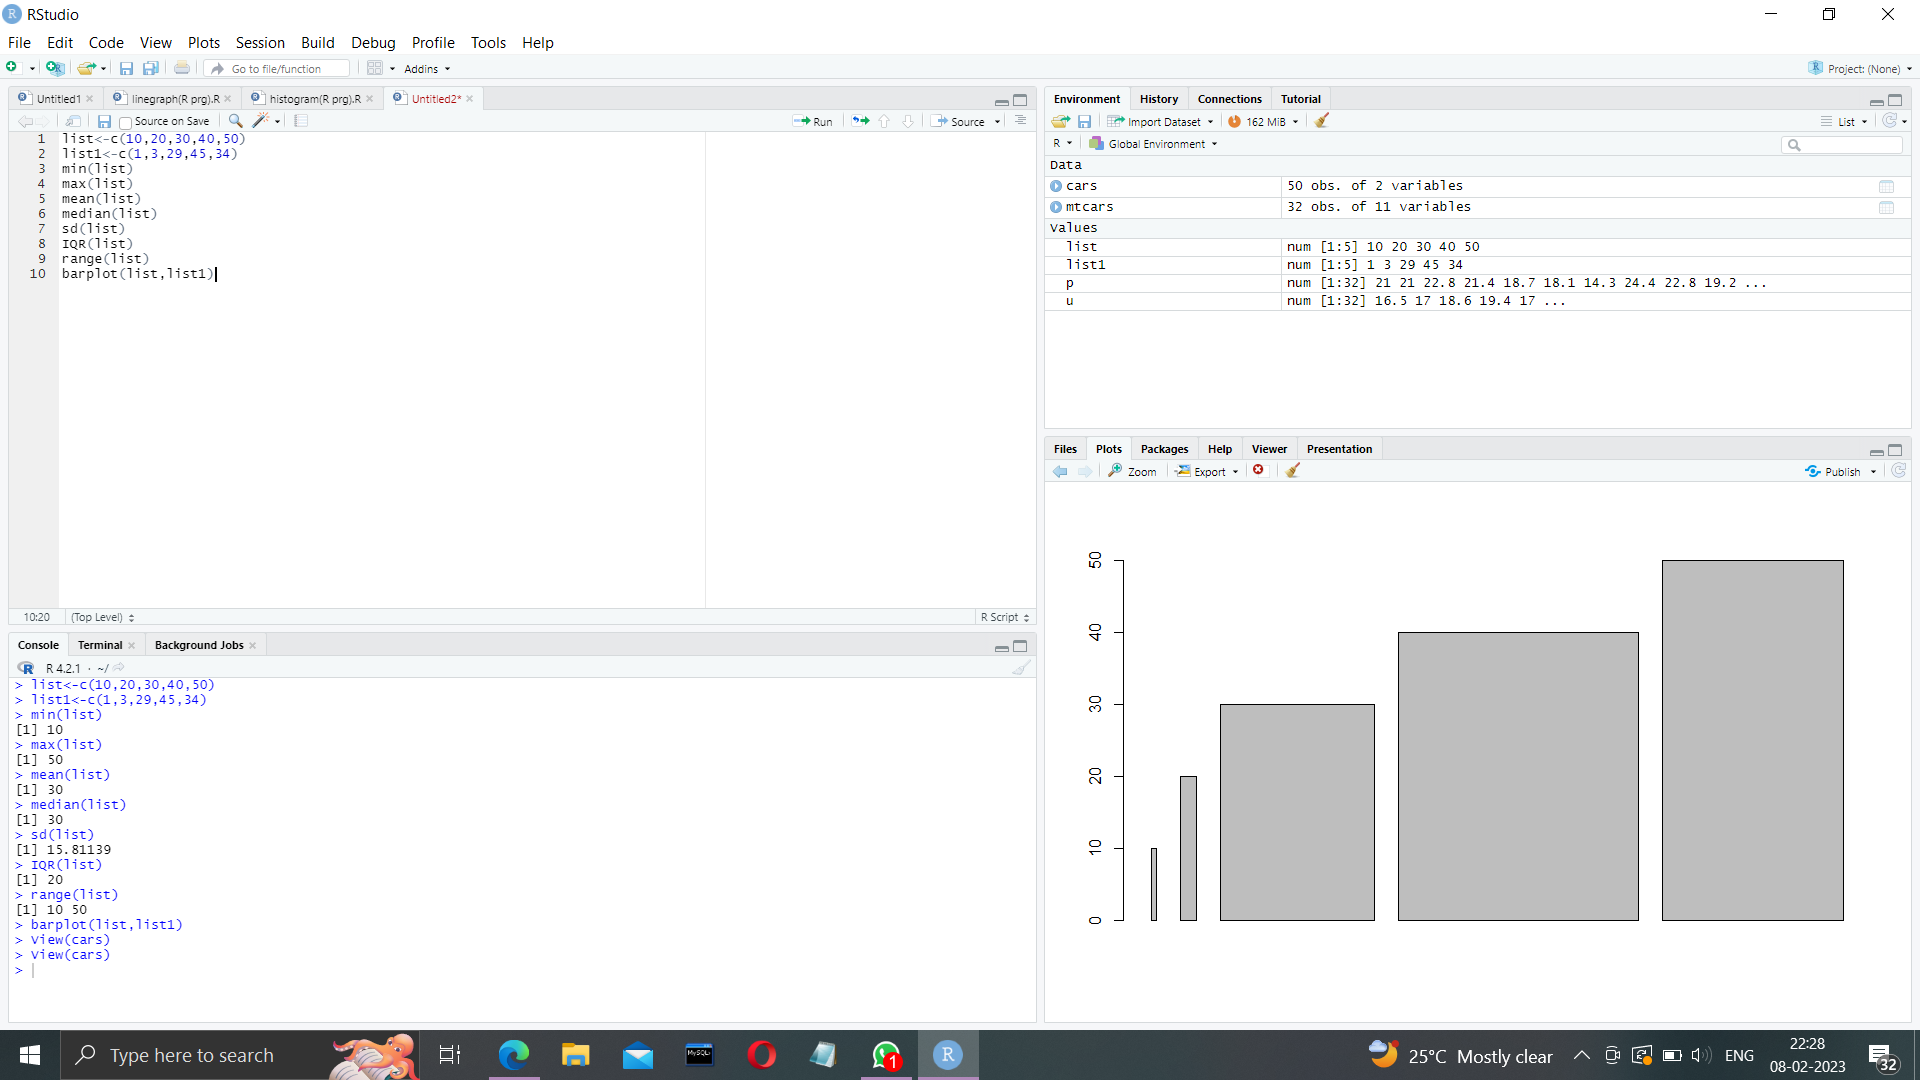 RStudio
File Edit Code View Plots Session Build Debug Profile Tools Help
Go to file/function Addins Project: (None)
Untitled1 linegraph(R prg).R histogram(R prg).R Untitled2*
Source on Save Run Source
1 list<-c(10,20,30,40,50)
2 list1<-c(1,3,29,45,34)
3 min(list)
4 max(list)
5 mean(list)
6 median(list)
7 sd(list)
8 IQR(list)
9 range(list)
10 barplot(list,list1)
10:20 (Top Level) R Script
Console Terminal Background Jobs
R 4.2.1 · ~/
> list<-c(10,20,30,40,50)
> list1<-c(1,3,29,45,34)
> min(list)
[1] 10
> max(list)
[1] 50
> mean(list)
[1] 30
> median(list)
[1] 30
> sd(list)
[1] 15.81139
> IQR(list)
[1] 20
> range(list)
[1] 10 50
> barplot(list,list1)
> View(cars)
> View(cars)
>
Environment History Connections Tutorial
Import Dataset 162 MiB List
R Global Environment
Data
cars 50 obs. of 2 variables
mtcars 32 obs. of 11 variables
Values
list num [1:5] 10 20 30 40 50
list1 num [1:5] 1 3 29 45 34
p num [1:32] 21 21 22.8 21.4 18.7 18.1 14.3 24.4 22.8 19.2 ...
u num [1:32] 16.5 17 18.6 19.4 17 ...
Files Plots Packages Help Viewer Presentation
Zoom Export Publish
50
40
30
20
10
0
Type here to search MySQL 1 R 25°C Mostly clear ENG 22:28
08-02-2023 32